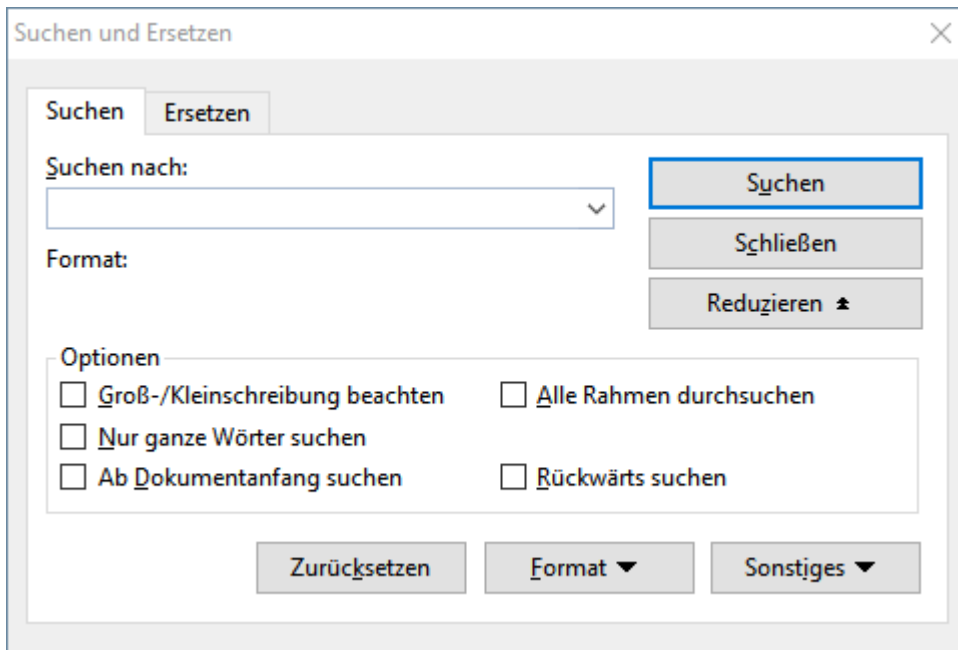 Suchen und Ersetzen
Suchen
Ersetzen
Suchen nach:
Suchen
Format:
Schließen
Reduzieren
Optionen
Groß-/Kleinschreibung beachten
Alle Rahmen durchsuchen
Nur ganze Wörter suchen
Ab Dokumentanfang suchen
Rückwärts suchen
Zurücksetzen
Format
Sonstiges